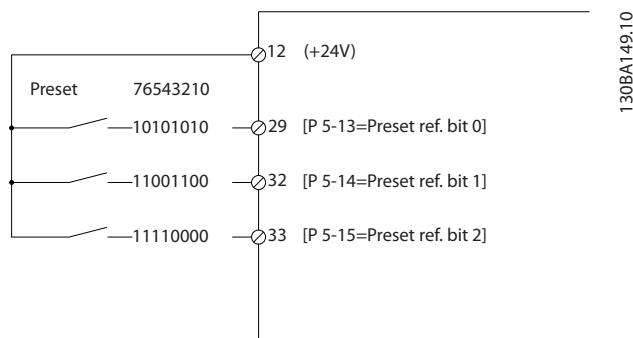 12 (+24V)
Preset 76543210
10101010 29 [P 5-13=Preset ref. bit 0]
11001100 32 [P 5-14=Preset ref. bit 1]
11110000 33 [P 5-15=Preset ref. bit 2]
130BA149.10